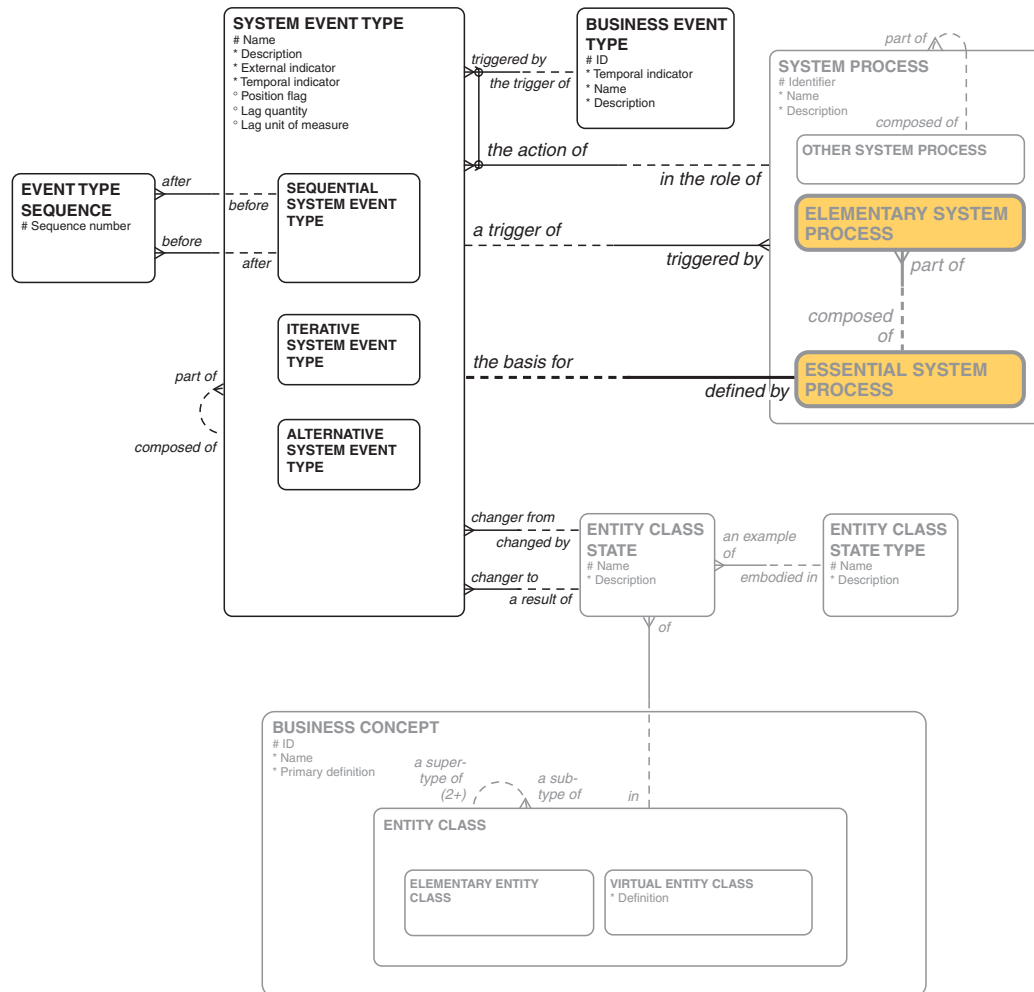 SYSTEM EVENT TYPE
# Name
* Description
* External indicator
* Temporal indicator
° Position flag
° Lag quantity
° Lag unit of measure
triggered by
the trigger of
BUSINESS EVENT
TYPE
# ID
* Temporal indicator
* Name
* Description
part of
SYSTEM PROCESS
# Identifier
* Name
* Description
composed of
OTHER SYSTEM PROCESS
the action of
in the role of
EVENT TYPE
SEQUENCE
# Sequence number
after
before
before
after
SEQUENTIAL
SYSTEM EVENT
TYPE
a trigger of
triggered by
ELEMENTARY SYSTEM
PROCESS
part of
composed
of
ITERATIVE
SYSTEM EVENT
TYPE
the basis for
defined by
ESSENTIAL SYSTEM
PROCESS
part of
composed of
ALTERNATIVE
SYSTEM EVENT
TYPE
changer from
changed by
changer to
a result of
ENTITY CLASS
STATE
# Name
* Description
an example
of
embodied in
ENTITY CLASS
STATE TYPE
# Name
* Description
of
BUSINESS CONCEPT
# ID
* Name
* Primary definition
a super-
type of
(2+)
a sub-
type of
in
ENTITY CLASS
ELEMENTARY ENTITY
CLASS
VIRTUAL ENTITY CLASS
* Definition